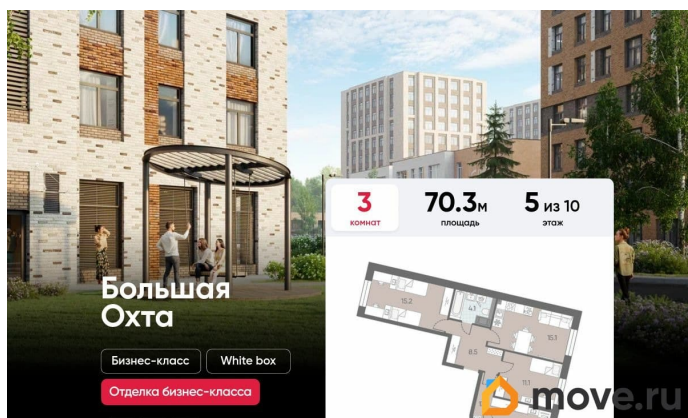 3
комнат
70.3м
площадь
5 из 10
этаж
Большая
Охта
Бизнес-класс
White box
Отделка бизнес-класса
15.2
4.1
15.1
8.5
11.1
move.ru